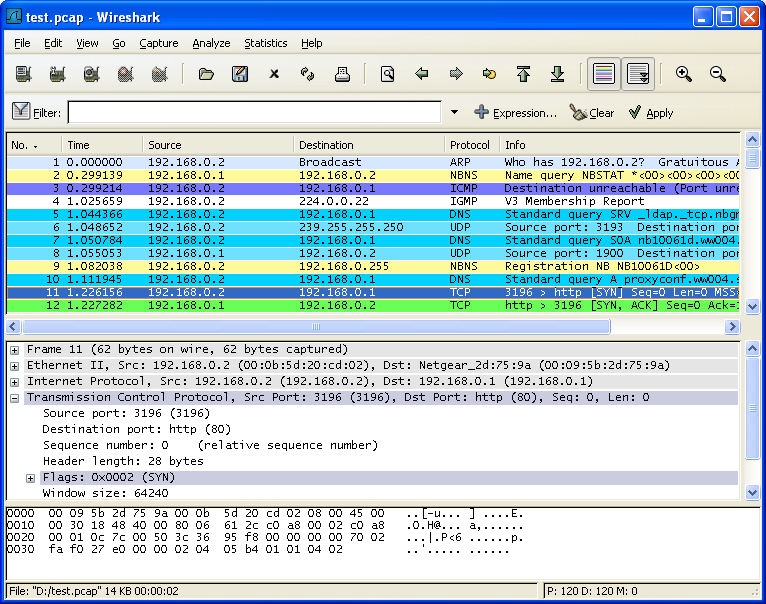 test.pcap - Wireshark
File Edit View Go Capture Analyze Statistics Help
Filter: Expression... Clear Apply
No. Time Source Destination Protocol Info
1 0.000000 192.168.0.2 Broadcast ARP Who has 192.168.0.2? Gratuitous A
2 0.299139 192.168.0.1 192.168.0.2 NBNS Name query NBSTAT *<00><00><00><00
3 0.299214 192.168.0.2 192.168.0.1 ICMP Destination unreachable (Port unre
4 1.025659 192.168.0.2 224.0.0.22 IGMP V3 Membership Report
5 1.044366 192.168.0.2 192.168.0.1 DNS Standard query SRV _ldap._tcp.nbgm
6 1.048652 192.168.0.2 239.255.255.250 UDP Source port: 3193 Destination por
7 1.050784 192.168.0.2 192.168.0.1 DNS Standard query SOA nb10061d.ww004.
8 1.055053 192.168.0.1 192.168.0.2 UDP Source port: 1900 Destination por
9 1.082038 192.168.0.2 192.168.0.255 NBNS Registration NB NB10061D<00>
10 1.111945 192.168.0.2 192.168.0.1 DNS Standard query A proxyconf.ww004.s
11 1.226156 192.168.0.2 192.168.0.1 TCP 3196 > http [SYN] Seq=0 Len=0 MSS=
12 1.227282 192.168.0.1 192.168.0.2 TCP http > 3196 [SYN, ACK] Seq=0 Ack=1
Frame 11 (62 bytes on wire, 62 bytes captured)
Ethernet II, Src: 192.168.0.2 (00:0b:5d:20:cd:02), Dst: Netgear_2d:75:9a (00:09:5b:2d:75:9a)
Internet Protocol, Src: 192.168.0.2 (192.168.0.2), Dst: 192.168.0.1 (192.168.0.1)
Transmission Control Protocol, Src Port: 3196 (3196), Dst Port: http (80), Seq: 0, Len: 0
Source port: 3196 (3196)
Destination port: http (80)
Sequence number: 0 (relative sequence number)
Header length: 28 bytes
Flags: 0x0002 (SYN)
Window size: 64240
0000 00 09 5b 2d 75 9a 00 0b 5d 20 cd 02 08 00 45 00 ..[-u... ] ....E.
0010 00 30 18 48 40 00 80 06 61 2c c0 a8 00 02 c0 a8 .0.H@... a,......
0020 00 01 0c 7c 00 50 3c 36 95 f8 00 00 00 00 70 02 ...|.P<6 ......p.
0030 fa f0 27 e0 00 00 02 04 05 b4 01 01 04 02 ..'..... ......
File: "D:/test.pcap" 14 KB 00:00:02 P: 120 D: 120 M: 0